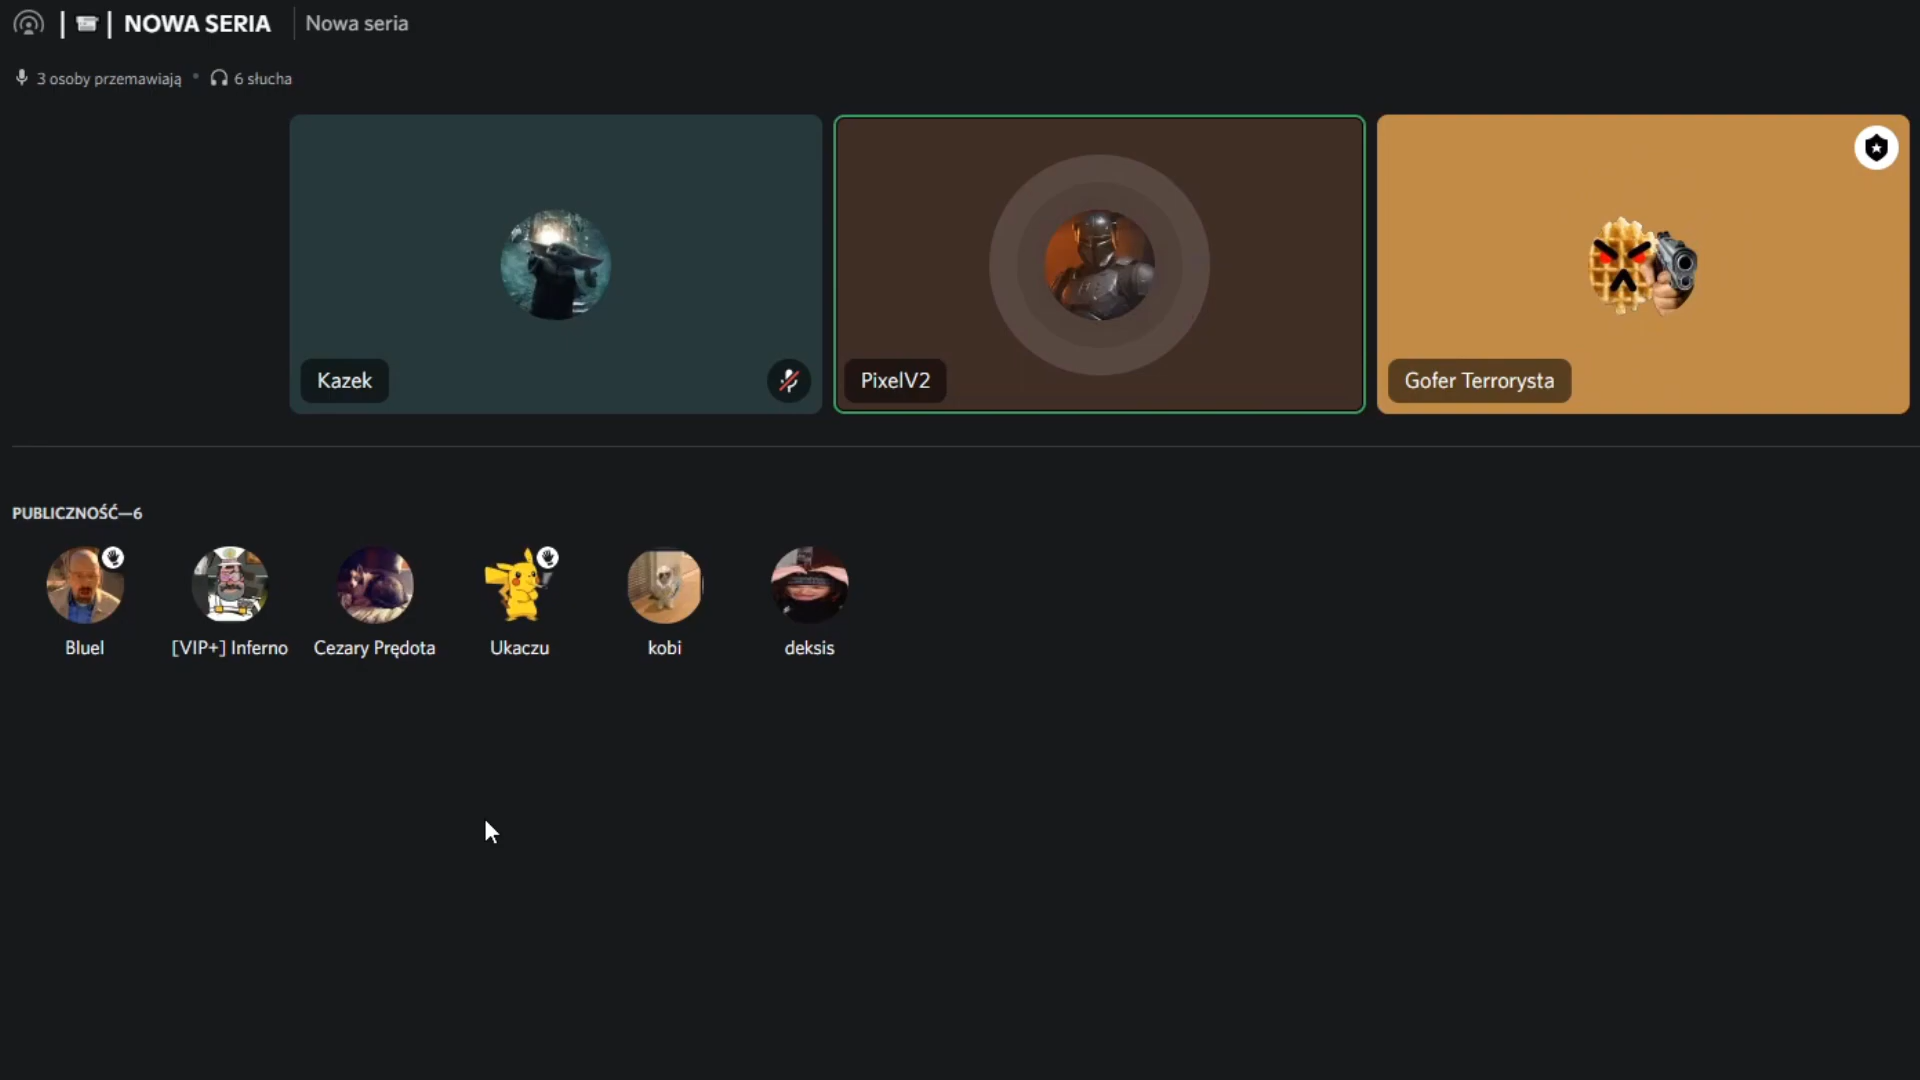 | | NOWA SERIA
Nowa seria
3 osoby przemawiają • 6 słucha
Kazek
PixelV2
Gofer Terrorysta
PUBLICZNOŚĆ—6
Bluel
[VIP+] Inferno
Cezary Prędota
Ukaczu
kobi
deksis